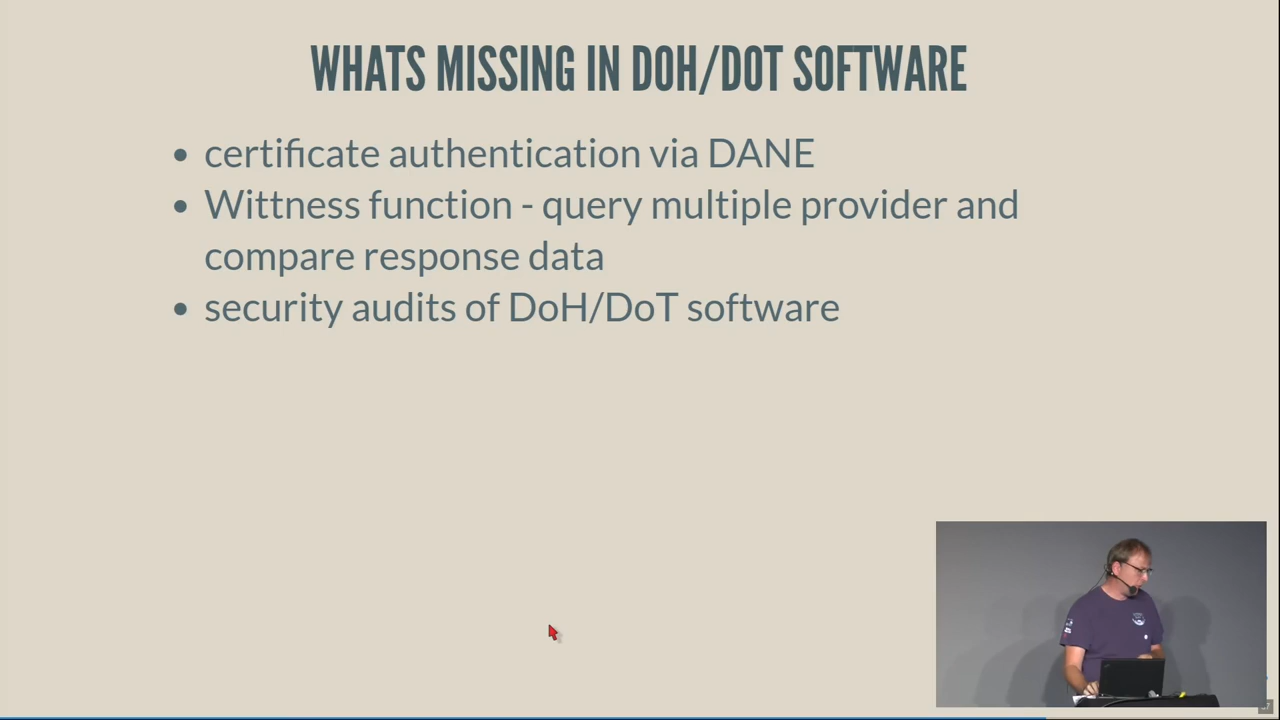 WHATS MISSING IN DOH/DOT SOFTWARE
• certificate authentication via DANE
• Wittness function - query multiple provider and
compare response data
• security audits of DoH/DoT software